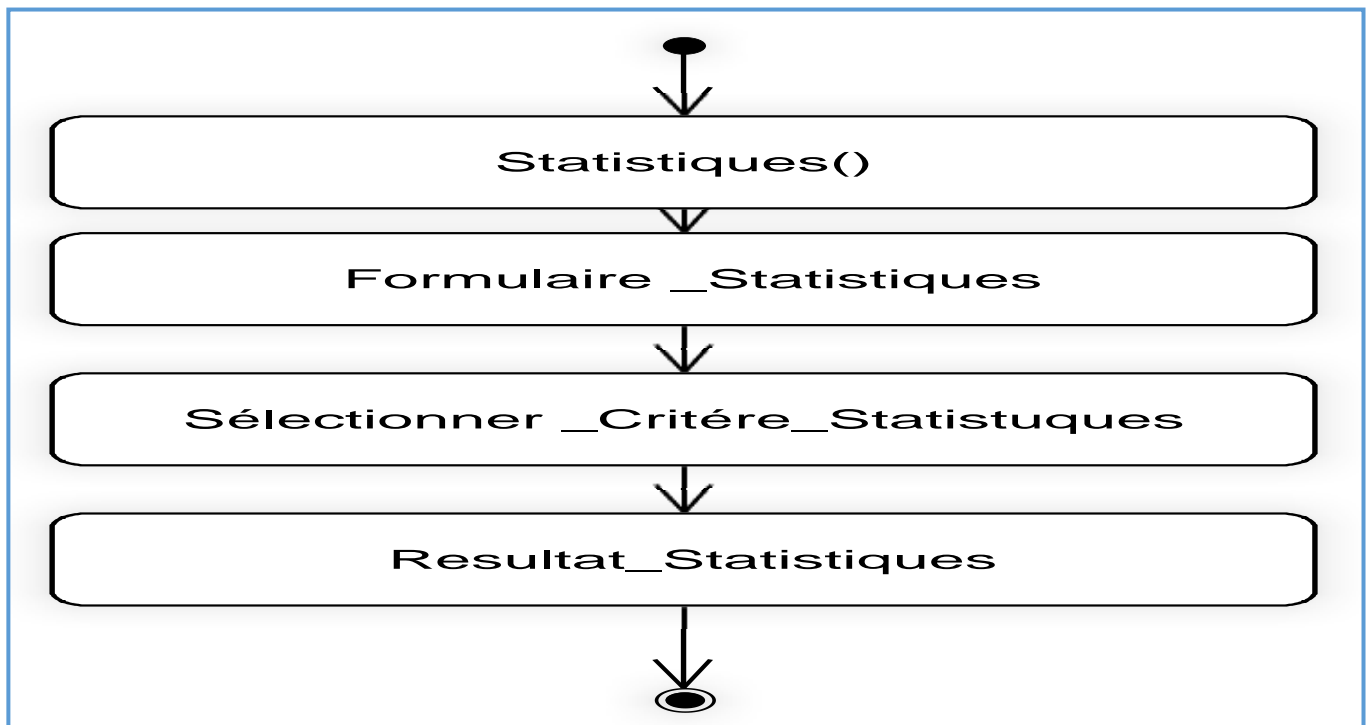 Statistiques()
Formulaire _Statistiques
Sélectionner _Critére_Statistuques
Resultat_Statistiques